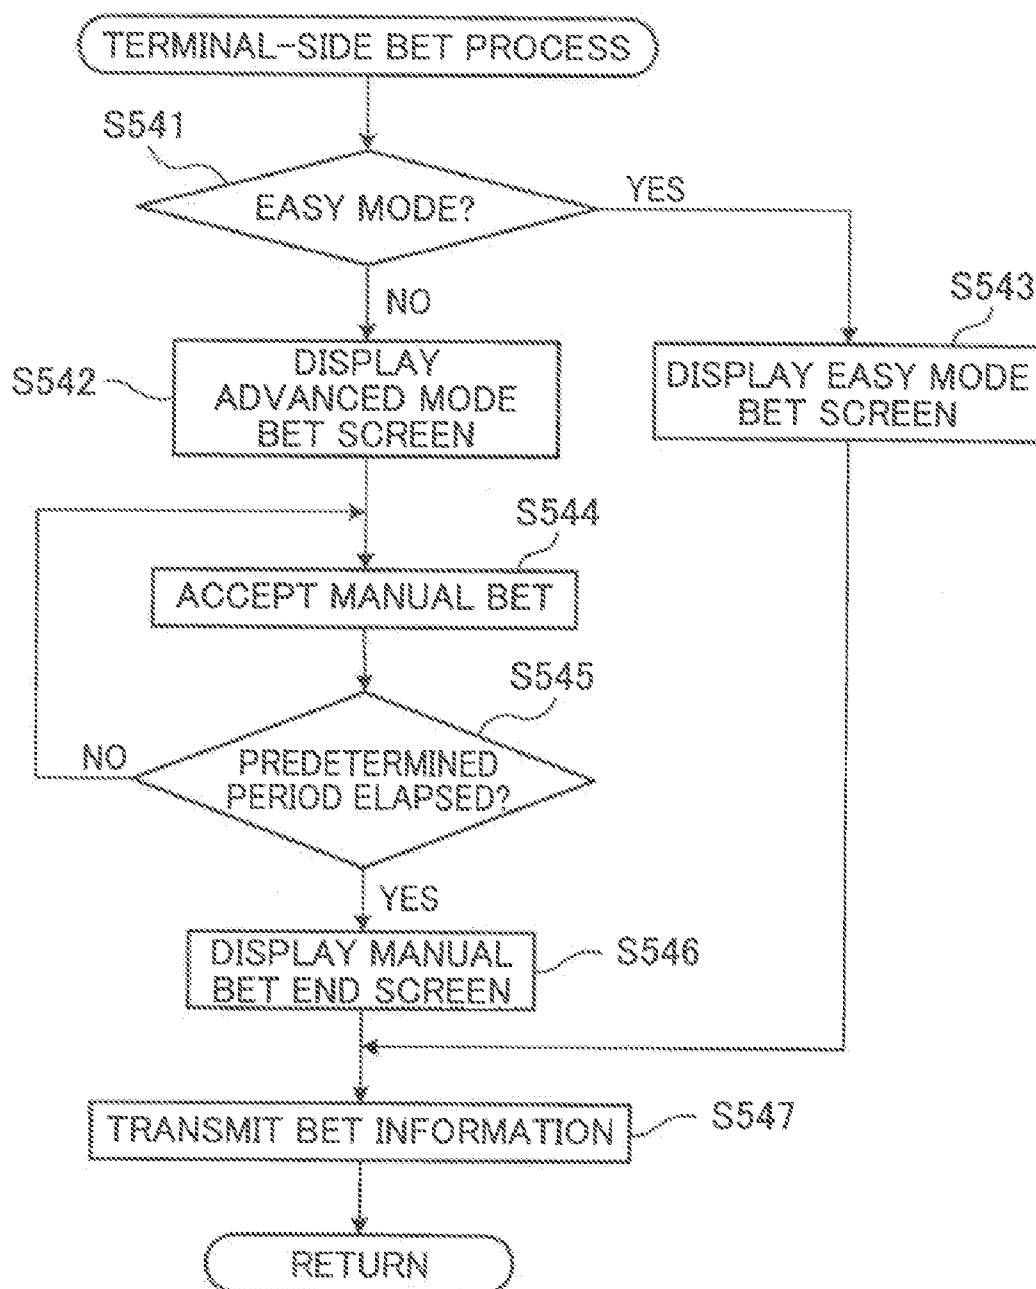 TERMINAL-SIDE BET PROCESS
S541
EASY MODE?
YES
NO
S543
DISPLAY EASY MODE
BET SCREEN
S542
DISPLAY
ADVANCED MODE
BET SCREEN
S544
ACCEPT MANUAL BET
S545
PREDETERMINED
PERIOD ELAPSED?
NO
YES
DISPLAY MANUAL
BET END SCREEN
S546
TRANSMIT BET INFORMATION
S547
RETURN